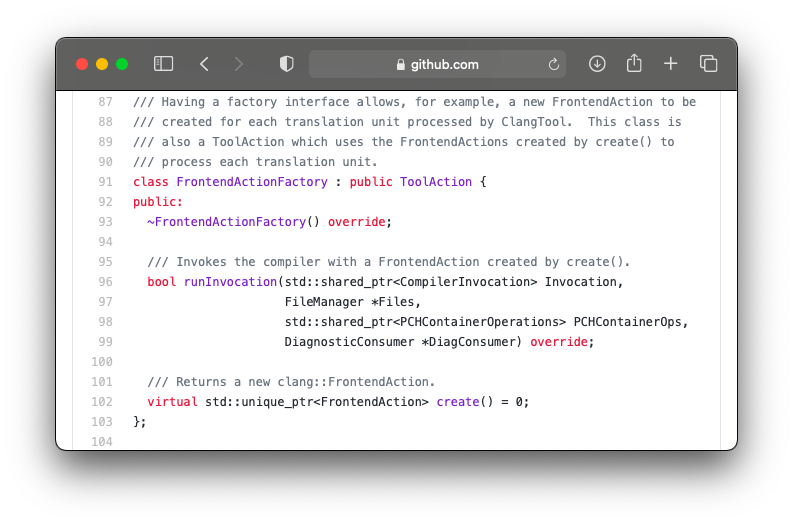 github.com
87 /// Having a factory interface allows, for example, a new FrontendAction to be
88 /// created for each translation unit processed by ClangTool.  This class is
89 /// also a ToolAction which uses the FrontendActions created by create() to
90 /// process each translation unit.
91 class FrontendActionFactory : public ToolAction {
92 public:
93   ~FrontendActionFactory() override;
94
95   /// Invokes the compiler with a FrontendAction created by create().
96   bool runInvocation(std::shared_ptr<CompilerInvocation> Invocation,
97                      FileManager *Files,
98                      std::shared_ptr<PCHContainerOperations> PCHContainerOps,
99                      DiagnosticConsumer *DiagConsumer) override;
100
101   /// Returns a new clang::FrontendAction.
102   virtual std::unique_ptr<FrontendAction> create() = 0;
103 };
104